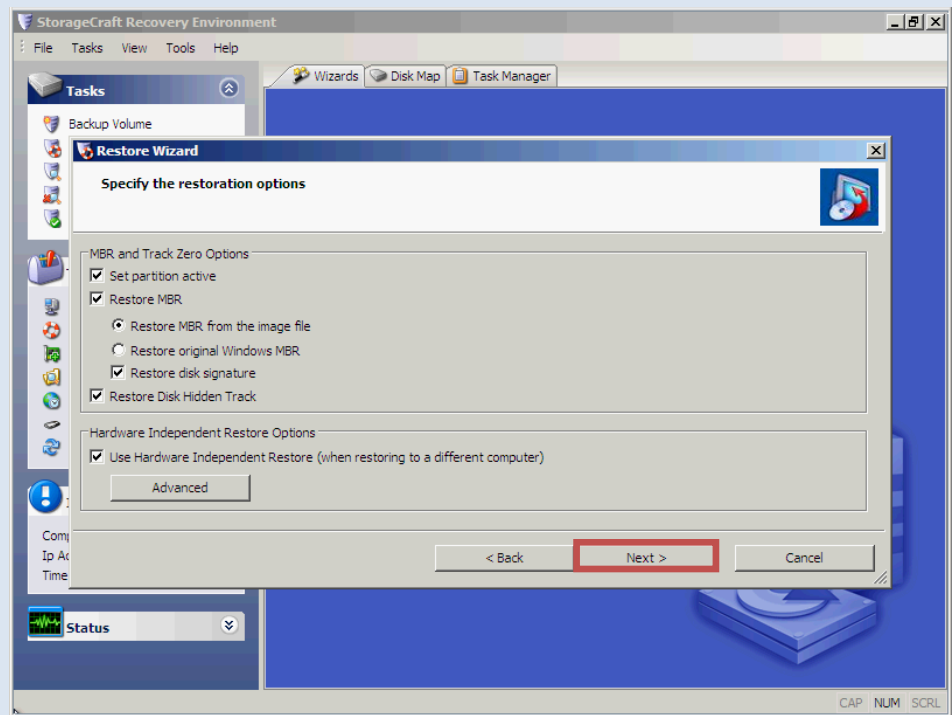 StorageCraft Recovery Environment
File Tasks View Tools Help
Wizards Disk Map Task Manager
Tasks
Backup Volume
Restore Wizard
Specify the restoration options
MBR and Track Zero Options
Set partition active
Restore MBR
Restore MBR from the image file
Restore original Windows MBR
Restore disk signature
Restore Disk Hidden Track
Hardware Independent Restore Options
Use Hardware Independent Restore (when restoring to a different computer)
Advanced
< Back Next > Cancel
Ip
Time
Status
CAP NUM SCRL